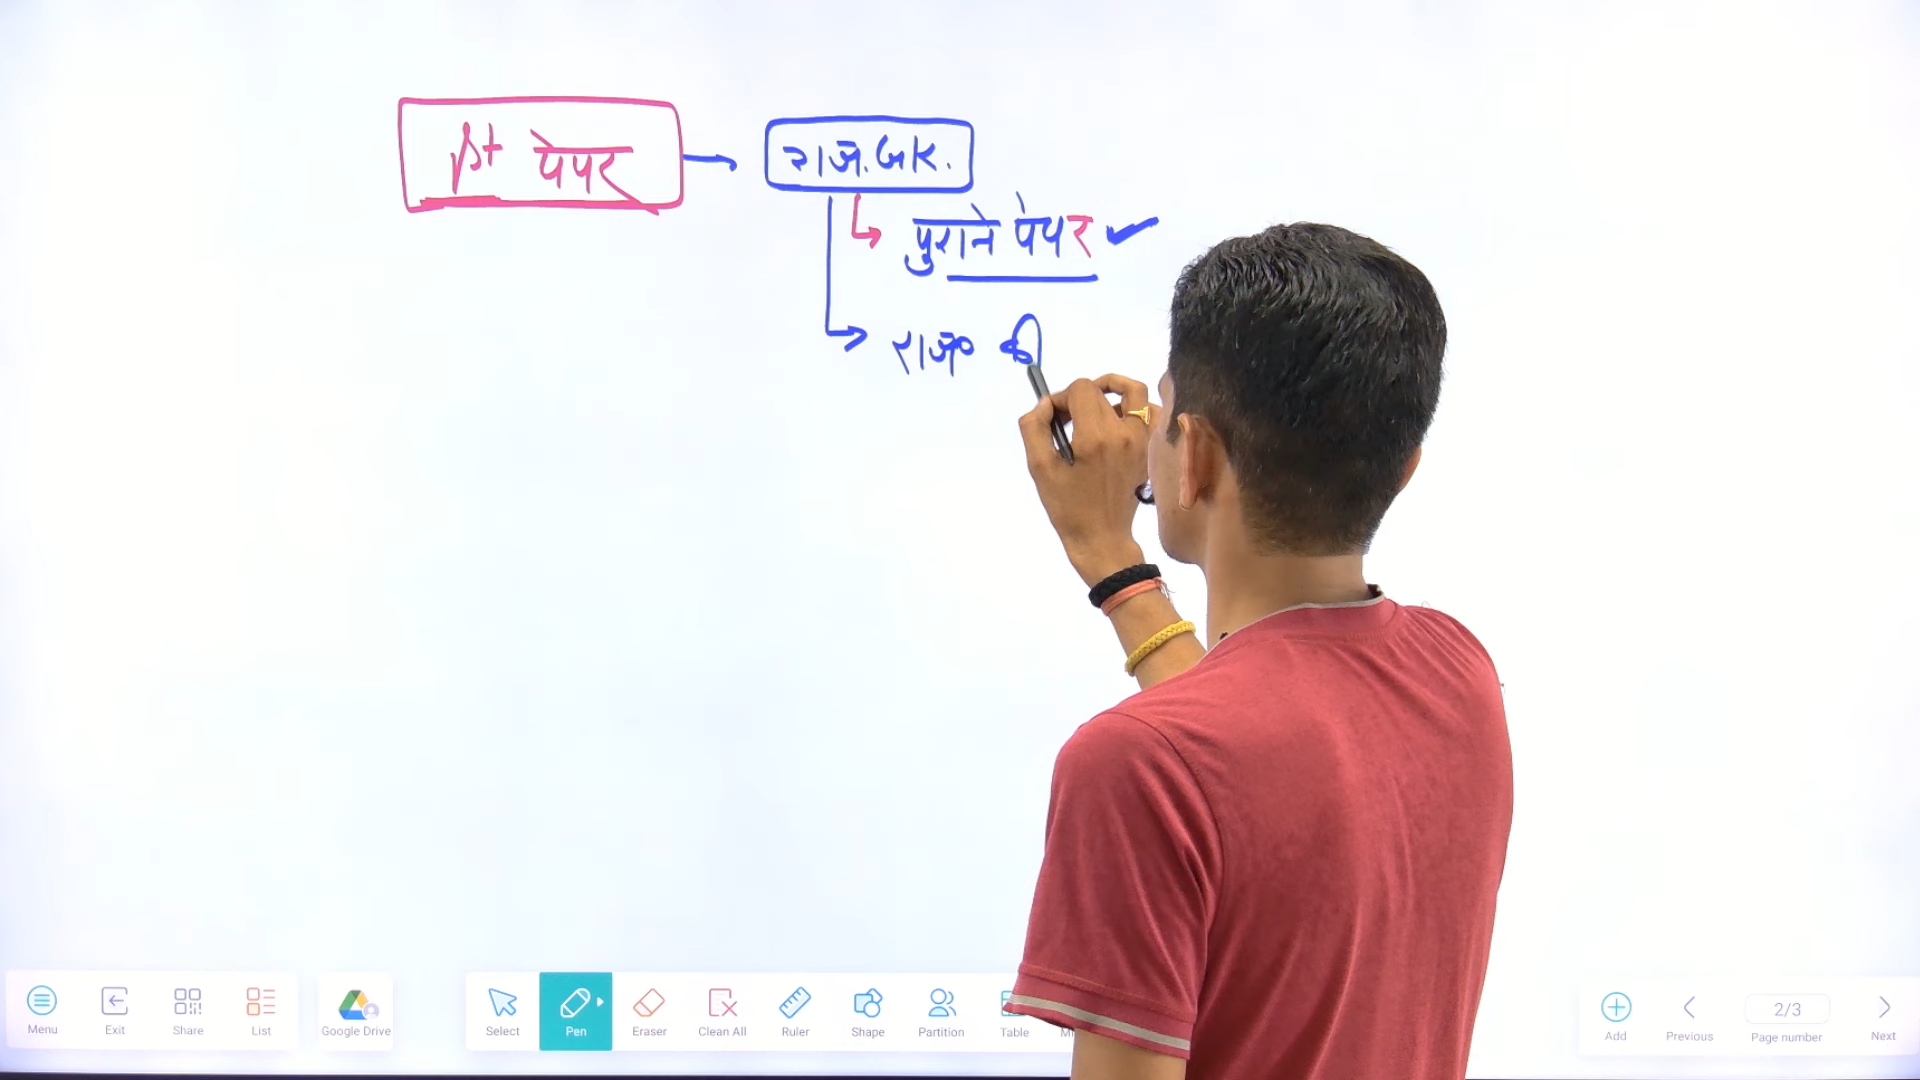 1st पेपर → राज. GK.
पुराने पेपर ✓
राज० की
Menu Exit Share List Google Drive Select Pen Eraser Clean All Ruler Shape Partition Table Add Previous 2/3 Page number Next